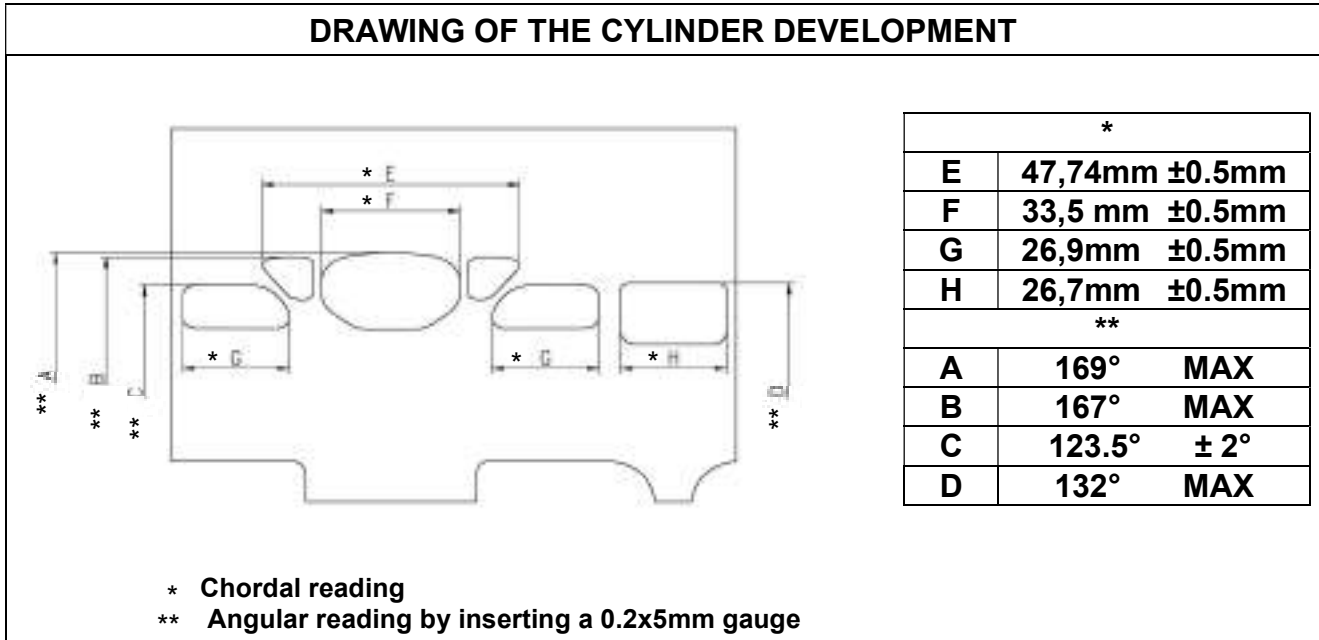 DRAWING OF THE CYLINDER DEVELOPMENT
* E
* F
* G
* G
* H
** A
** B
** C
** D
*
E 47,74mm ±0.5mm
F 33,5 mm ±0.5mm
G 26,9mm ±0.5mm
H 26,7mm ±0.5mm
**
A 169° MAX
B 167° MAX
C 123.5° ± 2°
D 132° MAX
* Chordal reading
** Angular reading by inserting a 0.2x5mm gauge